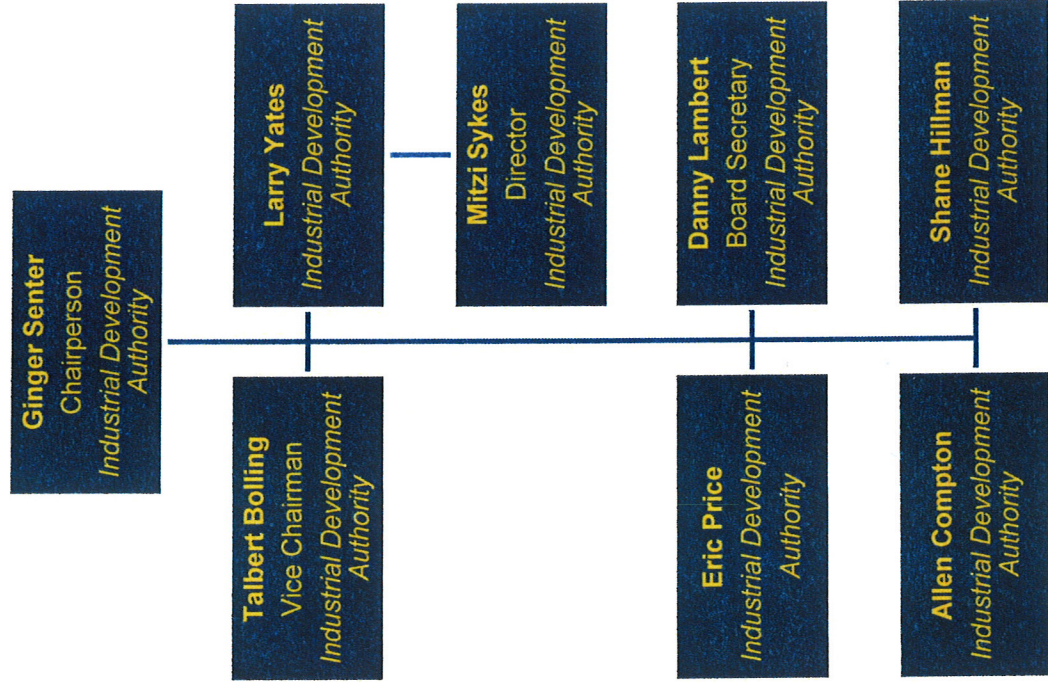 Ginger Senter
Chairperson
Industrial Development
Authority
Talbert Bolling
Vice Chairman
Industrial Development
Authority
Larry Yates
Industrial Development
Authority
Mitzi Sykes
Director
Industrial Development
Authority
Eric Price
Industrial Development
Authority
Danny Lambert
Board Secretary
Industrial Development
Authority
Allen Compton
Industrial Development
Authority
Shane Hillman
Industrial Development
Authority